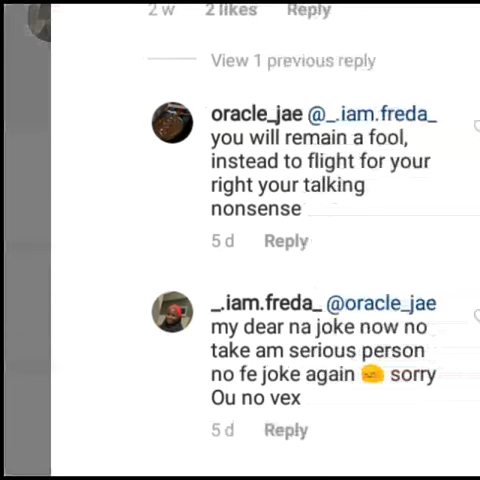 2 w 2 likes Reply
View 1 previous reply
oracle_jae @_.iam.freda_
you will remain a fool,
instead to flight for your
right your talking
nonsense
5 d Reply
_.iam.freda_ @oracle_jae
my dear na joke now no
take am serious person
no fe joke again 😄 sorry
Ou no vex
5 d Reply